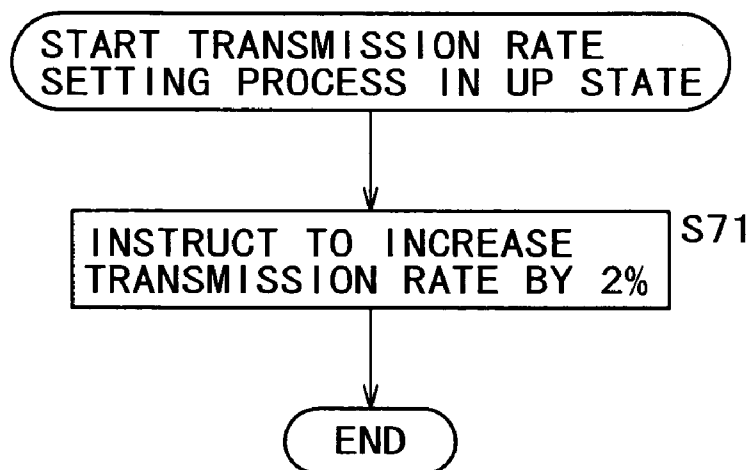 START TRANSMISSION RATE
SETTING PROCESS IN UP STATE
INSTRUCT TO INCREASE
TRANSMISSION RATE BY 2%
S71
END